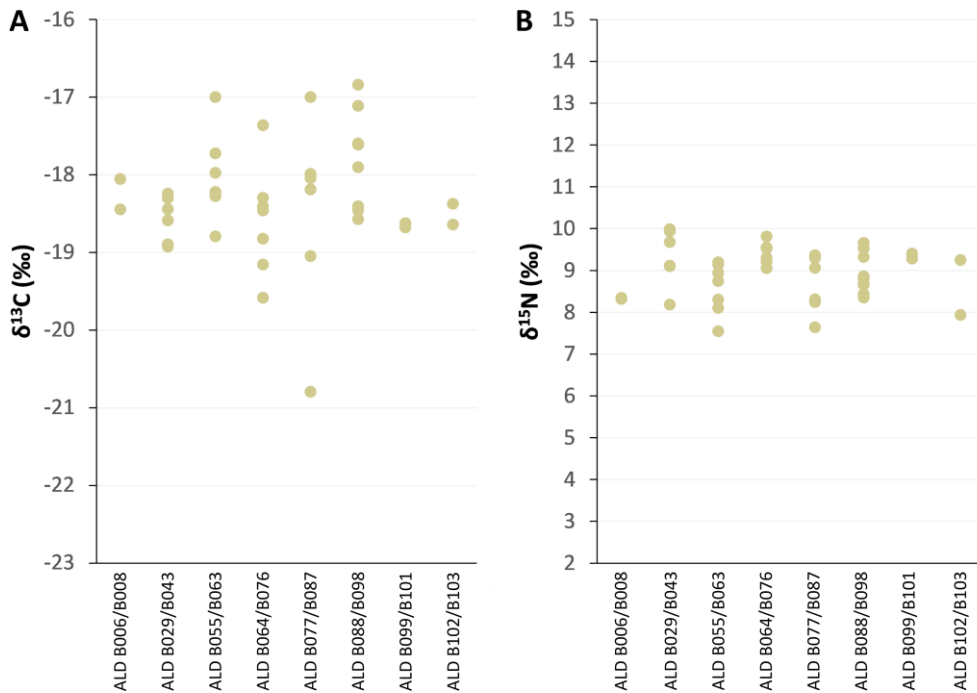 A
-16
-17
-18
-19
-20
-21
-22
-23
δ¹³C (‰)
ALD B006/B008
ALD B029/B043
ALD B055/B063
ALD B064/B076
ALD B077/B087
ALD B088/B098
ALD B099/B101
ALD B102/B103
B
15
14
13
12
11
10
9
8
7
6
5
4
3
2
δ¹⁵N (‰)
ALD B006/B008
ALD B029/B043
ALD B055/B063
ALD B064/B076
ALD B077/B087
ALD B088/B098
ALD B099/B101
ALD B102/B103